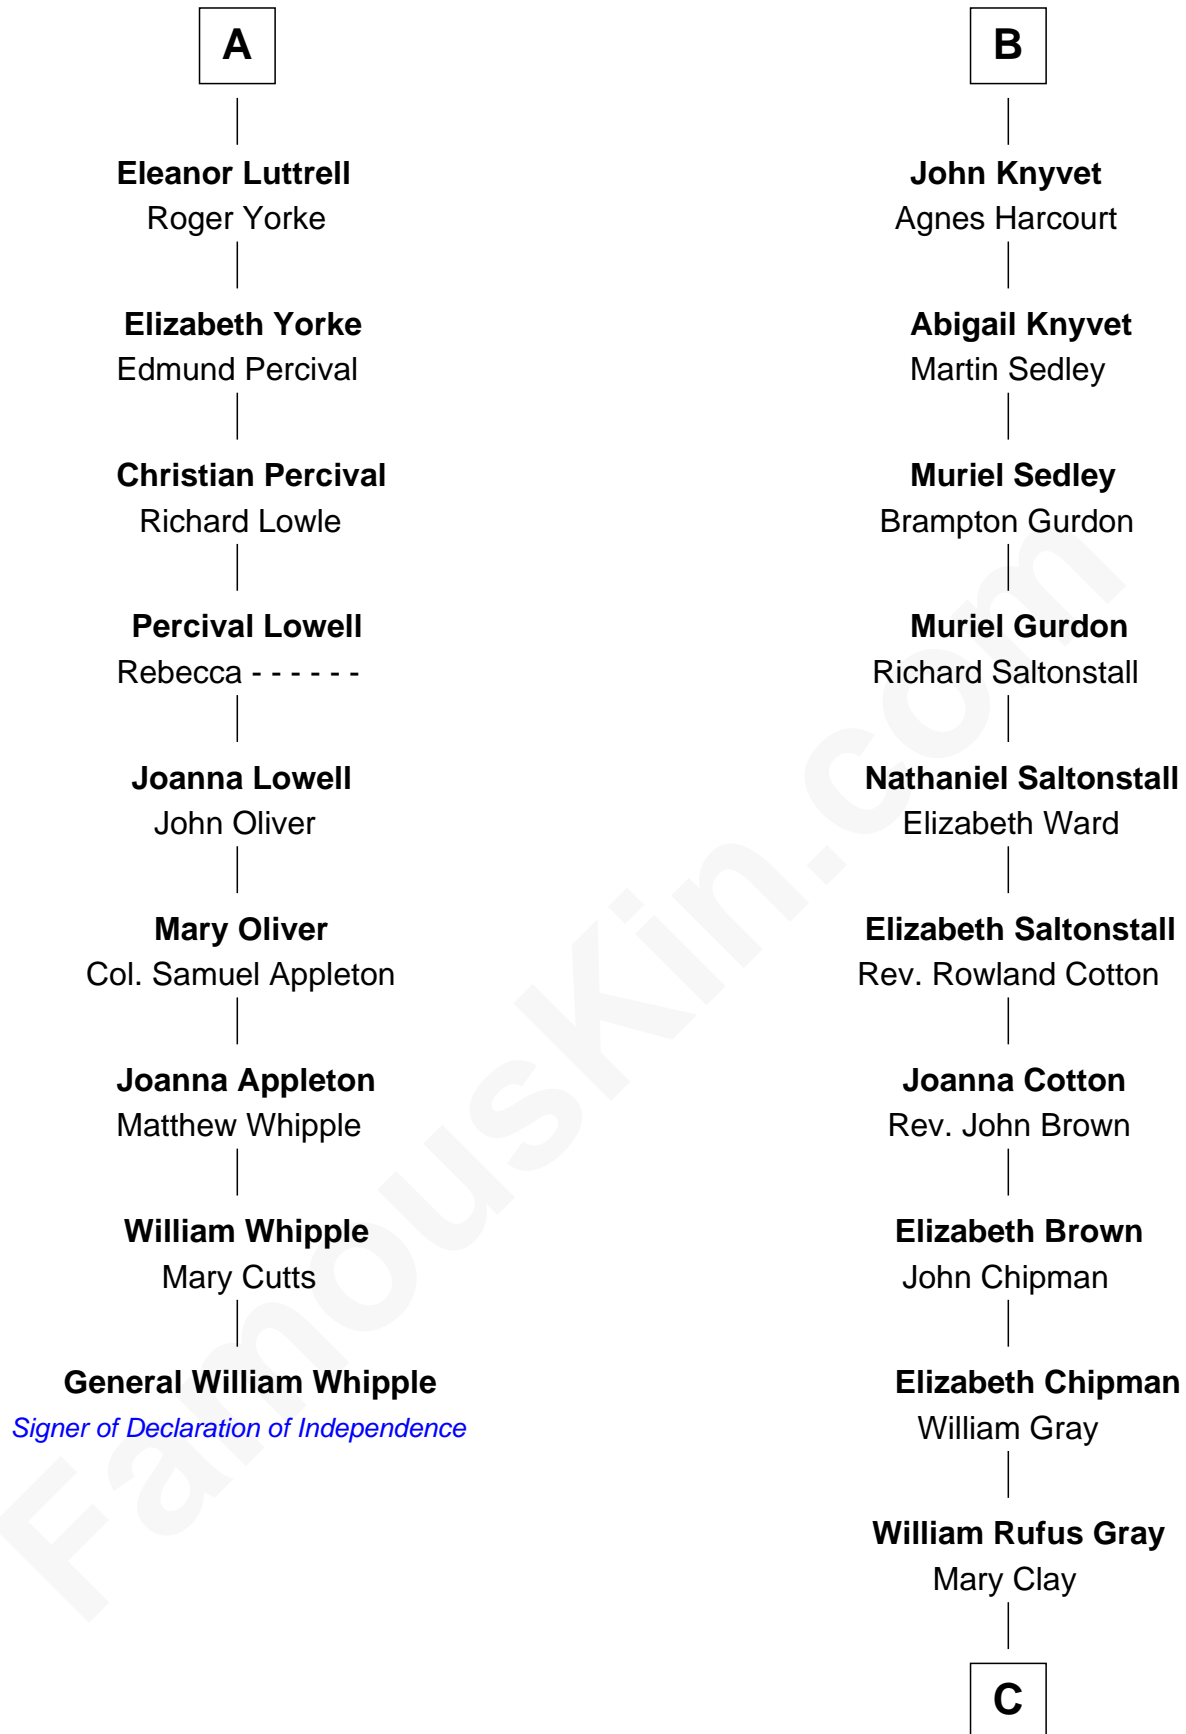 A
Eleanor Luttrell
Roger Yorke
Elizabeth Yorke
Edmund Percival
Christian Percival
Richard Lowle
Percival Lowell
Rebecca - - - - - -
Joanna Lowell
John Oliver
Mary Oliver
Col. Samuel Appleton
Joanna Appleton
Matthew Whipple
William Whipple
Mary Cutts
General William Whipple
Signer of Declaration of Independence
B
John Knyvet
Agnes Harcourt
Abigail Knyvet
Martin Sedley
Muriel Sedley
Brampton Gurdon
Muriel Gurdon
Richard Saltonstall
Nathaniel Saltonstall
Elizabeth Ward
Elizabeth Saltonstall
Rev. Rowland Cotton
Joanna Cotton
Rev. John Brown
Elizabeth Brown
John Chipman
Elizabeth Chipman
William Gray
William Rufus Gray
Mary Clay
C
FamousKin.com